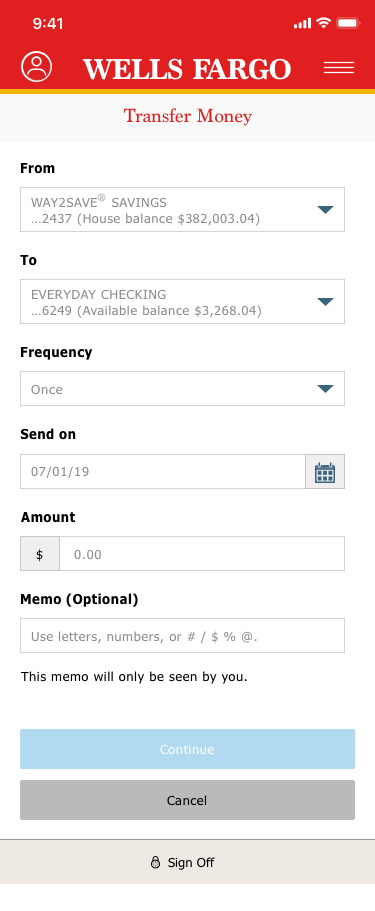 9:41
WELLS FARGO
Transfer Money
From
WAY2SAVE® SAVINGS
...2437 (House balance $382,003.04)
To
EVERYDAY CHECKING
...6249 (Available balance $3,268.04)
Frequency
Once
Send on
07/01/19
Amount
$ 0.00
Memo (Optional)
Use letters, numbers, or # / $ % @.
This memo will only be seen by you.
Continue
Cancel
Sign Off